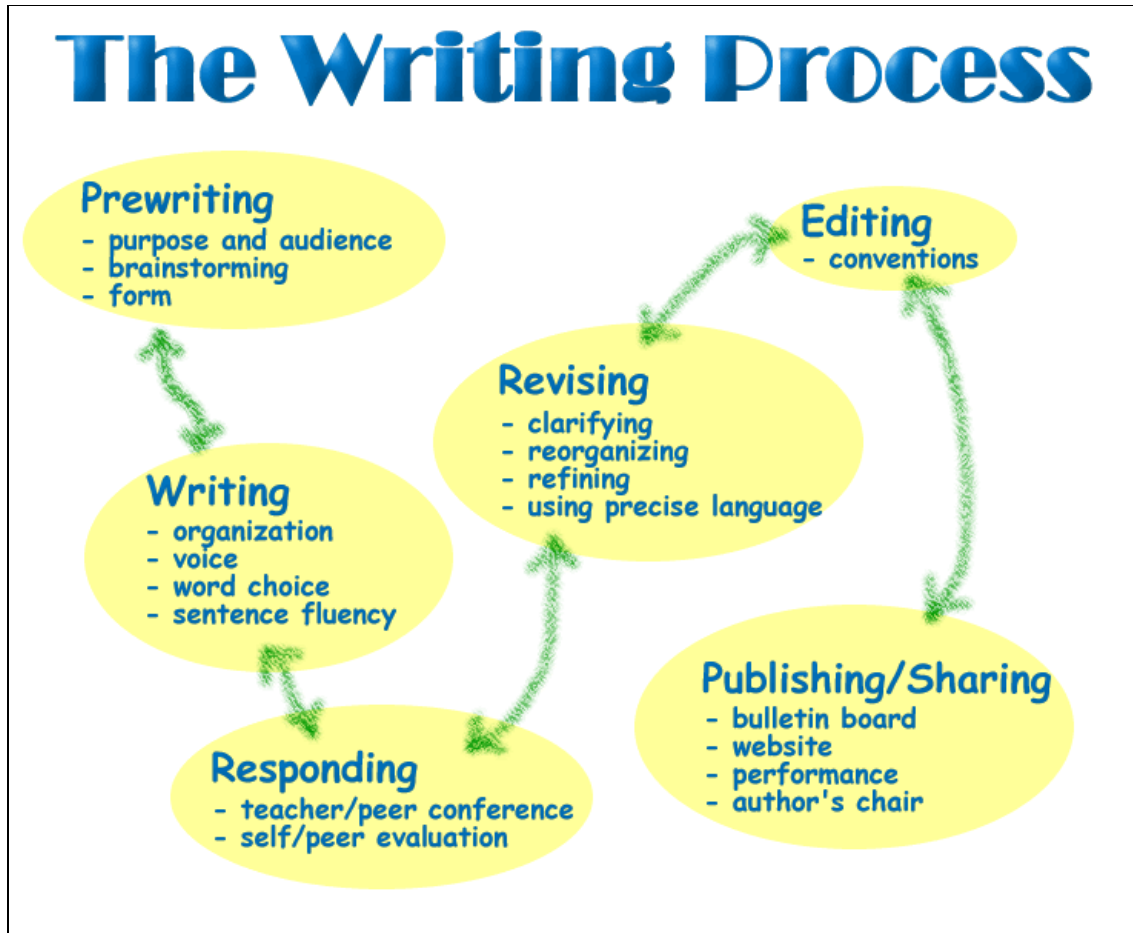 The Writing Process
Prewriting
- purpose and audience
- brainstorming
- form
Writing
- organization
- voice
- word choice
- sentence fluency
Responding
- teacher/peer conference
- self/peer evaluation
Revising
- clarifying
- reorganizing
- refining
- using precise language
Editing
- conventions
Publishing/Sharing
- bulletin board
- website
- performance
- author's chair